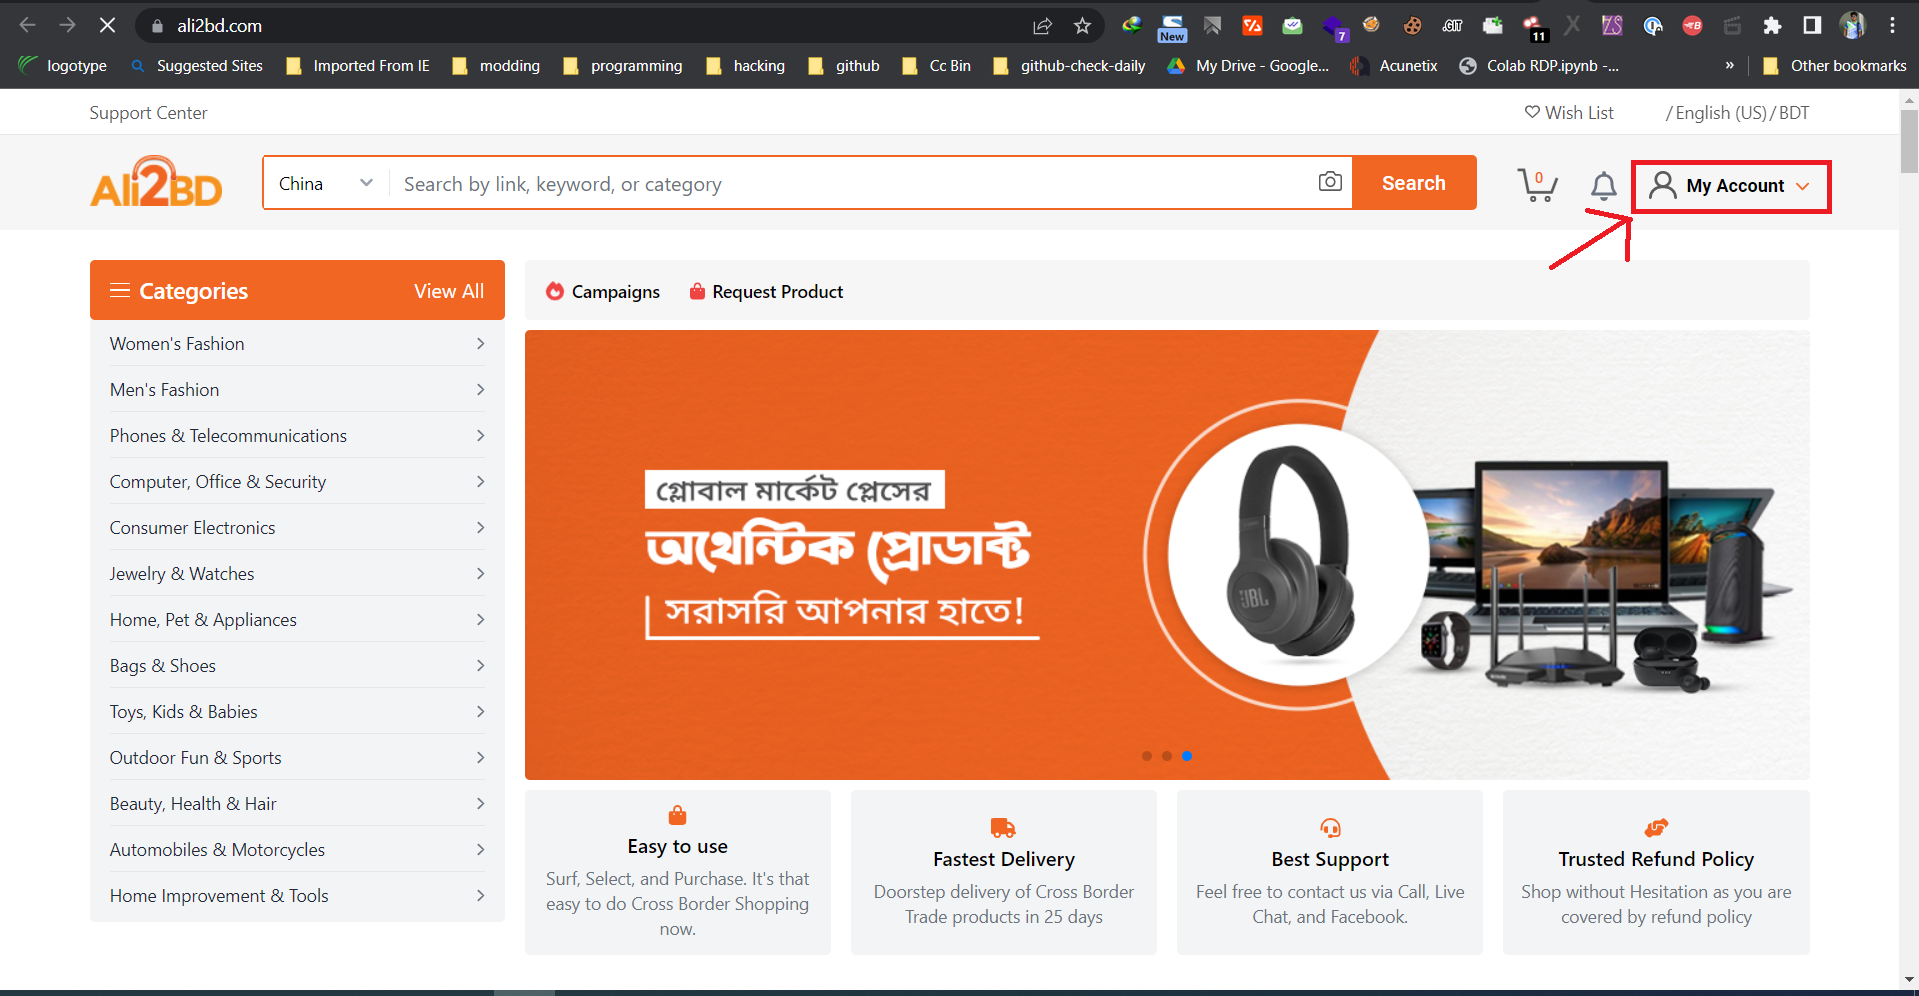 ali2bd.com
New
7
.GIT
11
logotype
Suggested Sites
Imported From IE
modding
programming
hacking
github
Cc Bin
github-check-daily
My Drive - Google...
Acunetix
Colab RDP.ipynb -...
»
Other bookmarks
Support Center
Wish List
/ English (US) / BDT
Ali2BD
China
Search by link, keyword, or category
Search
0
My Account
Categories
View All
Campaigns
Request Product
Women's Fashion
Men's Fashion
Phones & Telecommunications
Computer, Office & Security
Consumer Electronics
Jewelry & Watches
Home, Pet & Appliances
Bags & Shoes
Toys, Kids & Babies
Outdoor Fun & Sports
Beauty, Health & Hair
Automobiles & Motorcycles
Home Improvement & Tools
গ্লোবাল মার্কেট প্লেসের
অথেন্টিক প্রোডাক্ট
সরাসরি আপনার হাতে!
JBL
Easy to use
Surf, Select, and Purchase. It's that
easy to do Cross Border Shopping
now.
Fastest Delivery
Doorstep delivery of Cross Border
Trade products in 25 days
Best Support
Feel free to contact us via Call, Live
Chat, and Facebook.
Trusted Refund Policy
Shop without Hesitation as you are
covered by refund policy